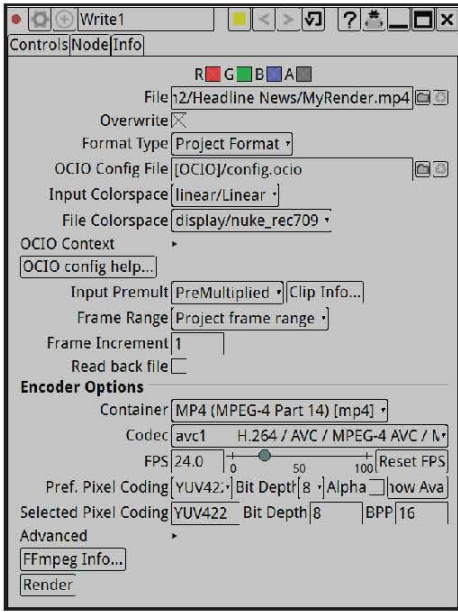 Write1
Controls Node Info
R G B A
File n2/Headline News/MyRender.mp4
Overwrite
Format Type Project Format
OCIO Config File [OCIO]/config.ocio
Input Colorspace linear/Linear
File Colorspace display/nuke_rec709
OCIO Context
OCIO config help...
Input Premult PreMultiplied Clip Info...
Frame Range Project frame range
Frame Increment 1
Read back file
Encoder Options
Container MP4 (MPEG-4 Part 14) [mp4]
Codec avc1 H.264 / AVC / MPEG-4 AVC /
FPS 24.0 0 50 100 Reset FPS
Pref. Pixel Coding YUV42 Bit Depth 8 Alpha how Ava
Selected Pixel Coding YUV422 Bit Depth 8 BPP 16
Advanced
FFmpeg Info...
Render